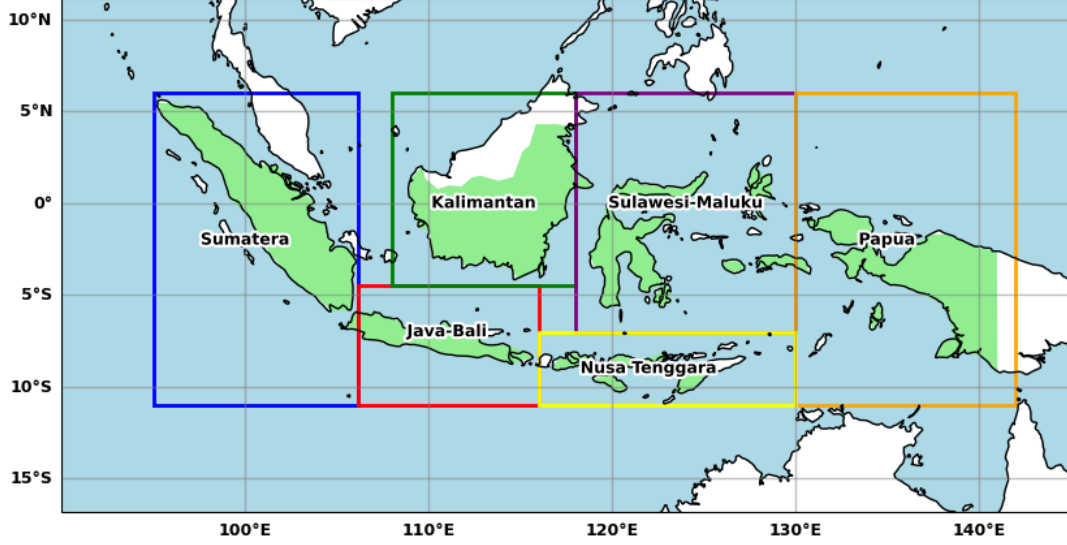 10°N
5°N
0°
5°S
10°S
15°S
Kalimantan
Sulawesi-Maluku
Sumatera
Papua
Java-Bali
Nusa Tenggara
100°E
110°E
120°E
130°E
140°E